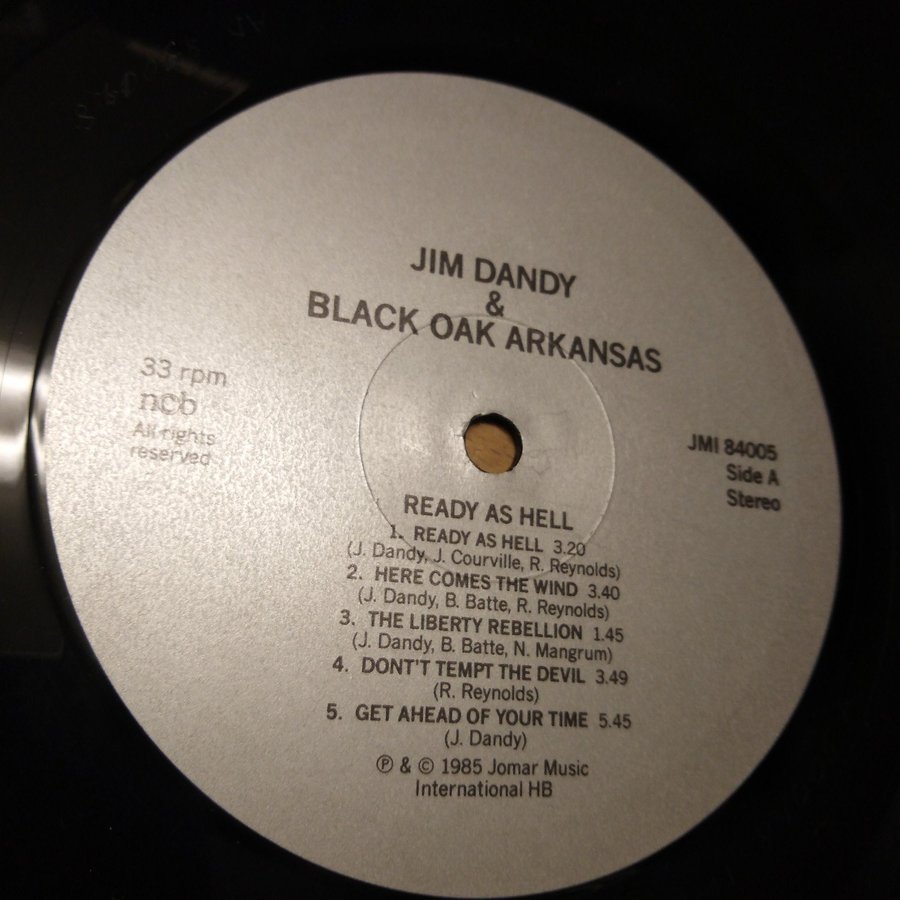 JIM DANDY
&
BLACK OAK ARKANSAS
33 rpm
ncb
All rights
reserved
JMI 84005
Side A
Stereo
READY AS HELL
1. READY AS HELL 3.20
(J. Dandy, J. Courville, R. Reynolds)
2. HERE COMES THE WIND 3.40
(J. Dandy, B. Batte, R. Reynolds)
3. THE LIBERTY REBELLION 1.45
(J. Dandy, B. Batte, N. Mangrum)
4. DONT'T TEMPT THE DEVIL 3.49
(R. Reynolds)
5. GET AHEAD OF YOUR TIME 5.45
(J. Dandy)
℗ & © 1985 Jomar Music
International HB